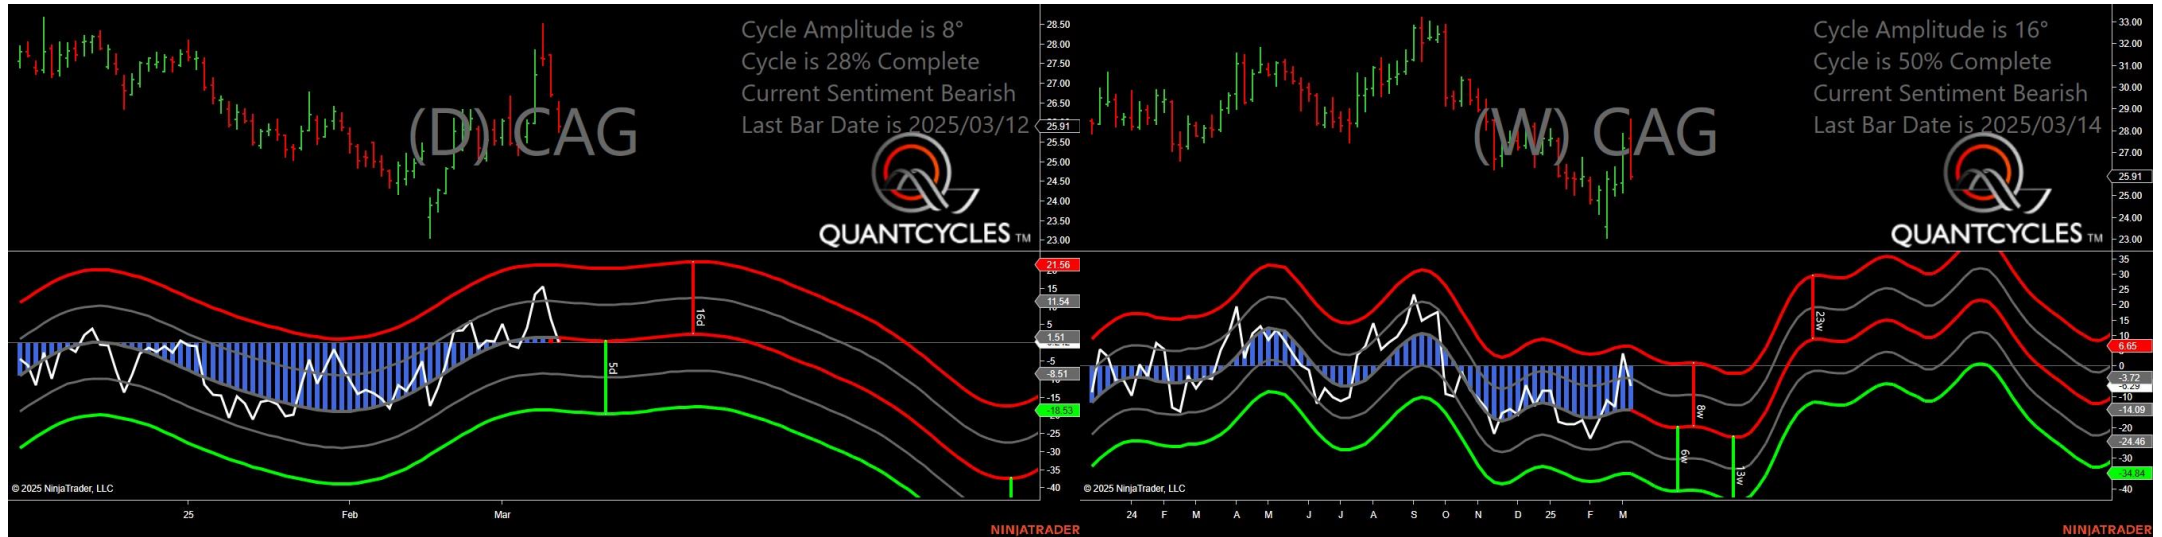 Cycle Amplitude is 8°
Cycle is 28% Complete
Current Sentiment Bearish
Last Bar Date is 2025/03/12
(D) CAG
QUANTCYCLES TM
28.50
28.00
27.50
27.00
26.50
25.91
25.50
25.00
24.50
24.00
23.50
23.00
21.56
15
11.54
5
1.51
-5
-8.51
-15
-18.53
-25
-30
-35
-40
16d
5d
© 2025 NinjaTrader, LLC
25
Feb
Mar
NINJATRADER
Cycle Amplitude is 16°
Cycle is 50% Complete
Current Sentiment Bearish
Last Bar Date is 2025/03/14
(W) CAG
QUANTCYCLES TM
33.00
32.00
31.00
30.00
29.00
28.00
27.00
25.91
25.00
24.00
23.00
35
30
25
20
15
10
6.65
0
-3.72
-10
-14.09
-20
-24.46
-30
-34.84
-40
23w
8w
6w
13w
© 2025 NinjaTrader, LLC
24
F
M
A
M
J
J
A
S
O
N
D
25
F
M
NINJATRADER